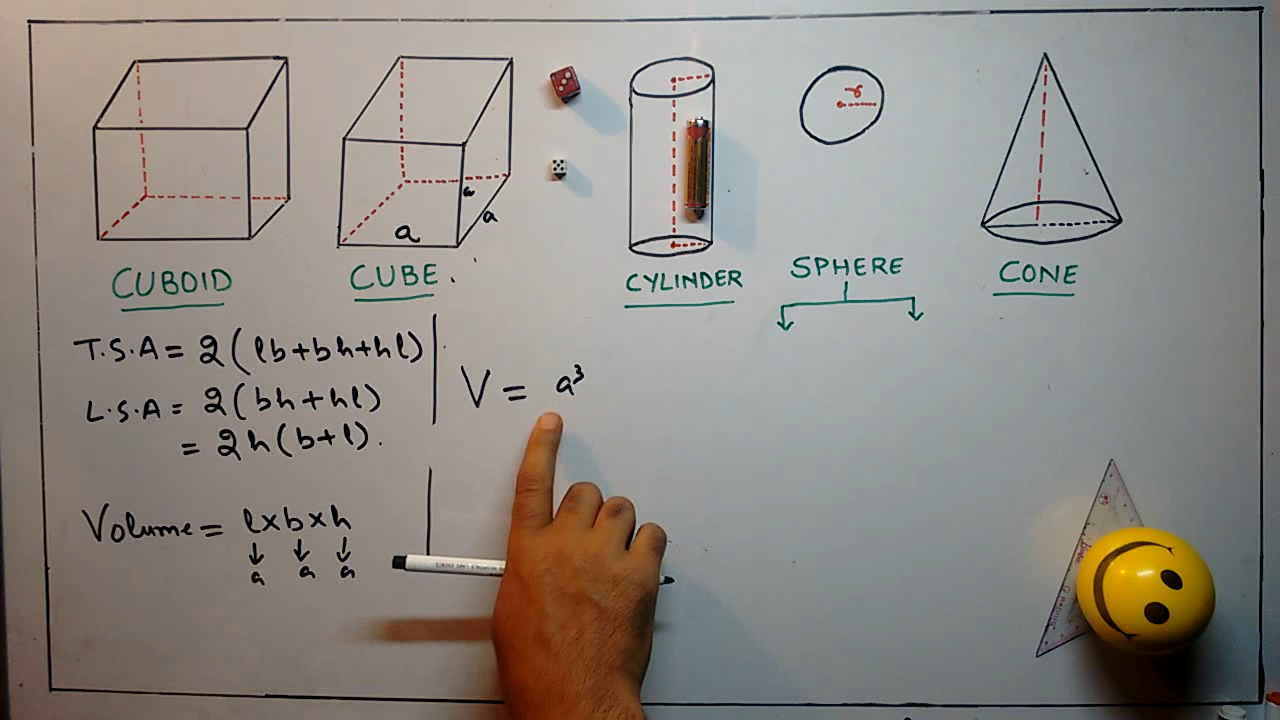 a
a
a
r
CUBOID
CUBE.
CYLINDER
SPHERE
CONE
T.S.A = 2(lb+bh+hl)
L.S.A = 2(bh+hl)
= 2h(b+l).
V = a³
Volume = l×b×h
↓ ↓ ↓
a a a